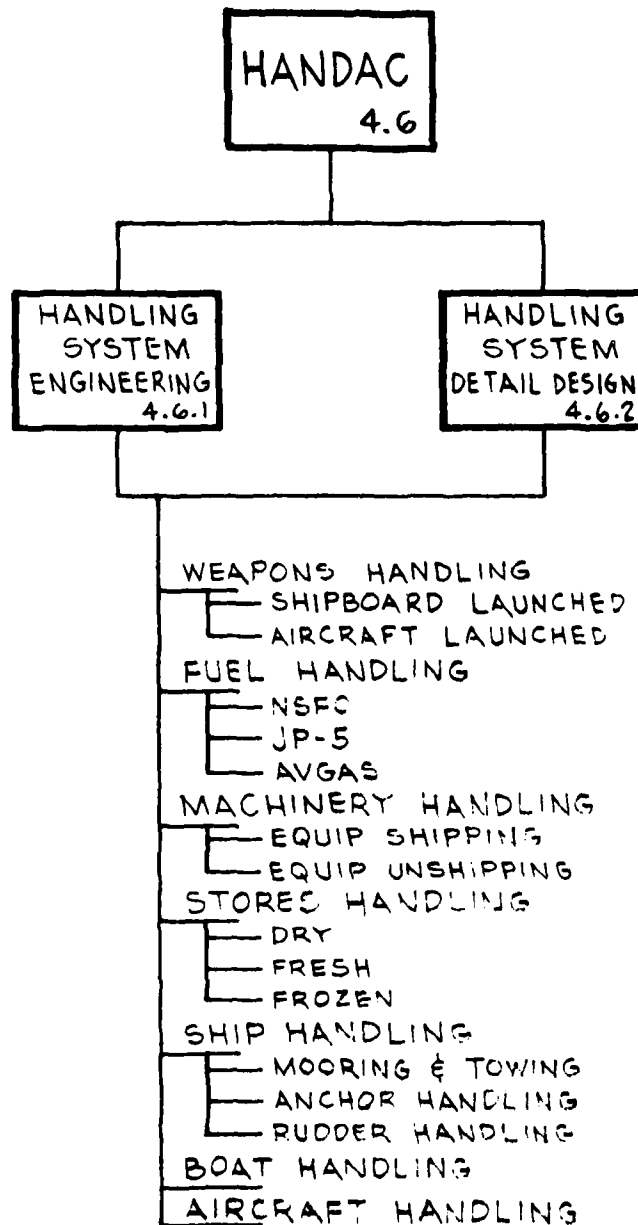 HANDAC
4.6
HANDLING
SYSTEM
ENGINEERING
4.6.1
HANDLING
SYSTEM
DETAIL DESIGN
4.6.2
WEAPONS HANDLING
SHIPBOARD LAUNCHED
AIRCRAFT LAUNCHED
FUEL HANDLING
NSFO
JP-5
AVGAS
MACHINERY HANDLING
EQUIP SHIPPING
EQUIP UNSHIPPING
STORES HANDLING
DRY
FRESH
FROZEN
SHIP HANDLING
MOORING & TOWING
ANCHOR HANDLING
RUDDER HANDLING
BOAT HANDLING
AIRCRAFT HANDLING